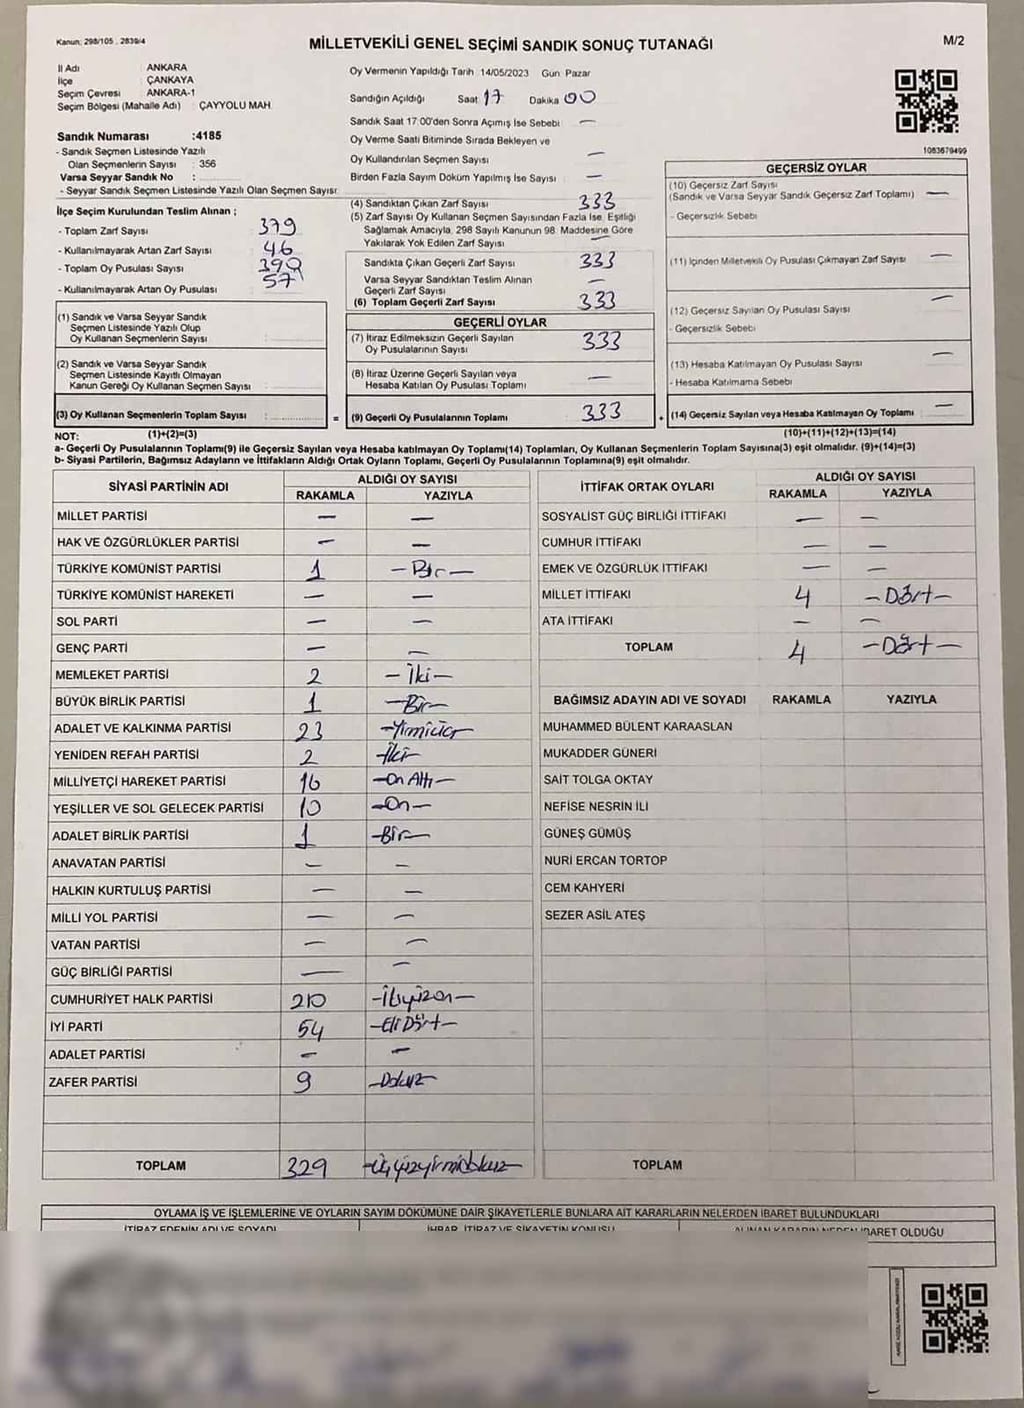 Kanun; 298/105 , 2839/4
MİLLETVEKİLİ GENEL SEÇİMİ SANDIK SONUÇ TUTANAĞI
M/2
İl Adı ANKARA
İlçe ÇANKAYA
Seçim Çevresi ANKARA-1
Seçim Bölgesi (Mahalle Adı) ÇAYYOLU MAH.
Oy Vermenin Yapıldığı Tarih 14/05/2023 Gün Pazar
Sandığın Açıldığı Saat 17 Dakika 00
Sandık Saat 17:00'den Sonra Açımış İse Sebebi —
Oy Verme Saati Bitiminde Sırada Bekleyen ve
Oy Kullandırılan Seçmen Sayısı —
Birden Fazla Sayım Döküm Yapılmış İse Sayısı —
1083679499
Sandık Numarası :4185
- Sandık Seçmen Listesinde Yazılı
Olan Seçmenlerin Sayısı : 356
Varsa Seyyar Sandık No :
- Seyyar Sandık Seçmen Listesinde Yazılı Olan Seçmen Sayısı:
İlçe Seçim Kurulundan Teslim Alınan ;
- Toplam Zarf Sayısı 379
- Kullanılmayarak Artan Zarf Sayısı 46
- Toplam Oy Pusulası Sayısı 390
- Kullanılmayarak Artan Oy Pusulası 57
(1) Sandık ve Varsa Seyyar Sandık
Seçmen Listesinde Yazılı Olup
Oy Kullanan Seçmenlerin Sayısı :
(2) Sandık ve Varsa Seyyar Sandık
Seçmen Listesinde Kayıtlı Olmayan
Kanun Gereği Oy Kullanan Seçmen Sayısı :
(3) Oy Kullanan Seçmenlerin Toplam Sayısı : =
(1)+(2)=(3)
(4) Sandıktan Çıkan Zarf Sayısı 333
(5) Zarf Sayısı Oy Kullanan Seçmen Sayısından Fazla İse, Eşitliği
Sağlamak Amacıyla, 298 Sayılı Kanunun 98. Maddesine Göre
Yakılarak Yok Edilen Zarf Sayısı —
Sandıkta Çıkan Geçerli Zarf Sayısı 333
Varsa Seyyar Sandıktan Teslim Alınan
Geçerli Zarf Sayısı —
(6) Toplam Geçerli Zarf Sayısı 333
GEÇERLİ OYLAR
(7) İtiraz Edilmeksizin Geçerli Sayılan
Oy Pusulalarının Sayısı 333
(8) İtiraz Üzerine Geçerli Sayılan veya
Hesaba Katılan Oy Pusulası Toplamı —
(9) Geçerli Oy Pusulalarının Toplamı 333 +
GEÇERSİZ OYLAR
(10) Geçersiz Zarf Sayısı
(Sandık ve Varsa Seyyar Sandık Geçersiz Zarf Toplamı) —
- Geçersizlik Sebebi
(11) İçinden Milletvekili Oy Pusulası Çıkmayan Zarf Sayısı —
(12) Geçersiz Sayılan Oy Pusulası Sayısı —
- Geçersizlik Sebebi
(13) Hesaba Katılmayan Oy Pusulası Sayısı —
- Hesaba Katılmama Sebebi
(14) Geçersiz Sayılan veya Hesaba Katılmayan Oy Toplamı —
(10)+(11)+(12)+(13)=(14)
NOT:
a- Geçerli Oy Pusulalarının Toplamı(9) ile Geçersiz Sayılan veya Hesaba katılmayan Oy Toplamı(14) Toplamları, Oy Kullanan Seçmenlerin Toplam Sayısına(3) eşit olmalıdır. (9)+(14)=(3)
b- Siyasi Partilerin, Bağımsız Adayların ve İttifakların Aldığı Ortak Oyların Toplamı, Geçerli Oy Pusulalarının Toplamına(9) eşit olmalıdır.
SİYASİ PARTİNİN ADI ALDIĞI OY SAYISI
RAKAMLA YAZIYLA
MİLLET PARTİSİ — —
HAK VE ÖZGÜRLÜKLER PARTİSİ — —
TÜRKİYE KOMÜNİST PARTİSİ 1 -Bir-
TÜRKİYE KOMÜNİST HAREKETİ — —
SOL PARTİ — —
GENÇ PARTİ — —
MEMLEKET PARTİSİ 2 -İki-
BÜYÜK BİRLİK PARTİSİ 1 -Bir-
ADALET VE KALKINMA PARTİSİ 23 -Yirmiüç-
YENİDEN REFAH PARTİSİ 2 -İki-
MİLLİYETÇİ HAREKET PARTİSİ 16 -On Altı-
YEŞİLLER VE SOL GELECEK PARTİSİ 10 -On-
ADALET BİRLİK PARTİSİ 1 -Bir-
ANAVATAN PARTİSİ — —
HALKIN KURTULUŞ PARTİSİ — —
MİLLİ YOL PARTİSİ — —
VATAN PARTİSİ — —
GÜÇ BİRLİĞİ PARTİSİ — —
CUMHURİYET HALK PARTİSİ 210 -İkiyüzon-
İYİ PARTİ 54 -Elli Dört-
ADALET PARTİSİ — —
ZAFER PARTİSİ 9 -Dokuz-
TOPLAM 329 -Üçyüzyirmidokuz-
İTTİFAK ORTAK OYLARI ALDIĞI OY SAYISI
RAKAMLA YAZIYLA
SOSYALİST GÜÇ BİRLİĞİ İTTİFAKI — —
CUMHUR İTTİFAKI — —
EMEK VE ÖZGÜRLÜK İTTİFAKI — —
MİLLET İTTİFAKI 4 -Dört-
ATA İTTİFAKI — —
TOPLAM 4 -Dört-
BAĞIMSIZ ADAYIN ADI VE SOYADI RAKAMLA YAZIYLA
MUHAMMED BÜLENT KARAASLAN
MUKADDER GÜNERİ
SAİT TOLGA OKTAY
NEFİSE NESRİN İLİ
GÜNEŞ GÜMÜŞ
NURİ ERCAN TORTOP
CEM KAHYERİ
SEZER ASİL ATEŞ
TOPLAM
OYLAMA İŞ VE İŞLEMLERİNE VE OYLARIN SAYIM DÖKÜMÜNE DAİR ŞİKAYETLERLE BUNLARA AİT KARARLARIN NELERDEN İBARET BULUNDUKLARI
İTİRAZ EDENİN ADI VE SOYADI İHBAR, İTİRAZ VE ŞİKAYETİN KONUSU ALINAN KARARIN NEDEN İBARET OLDUĞU